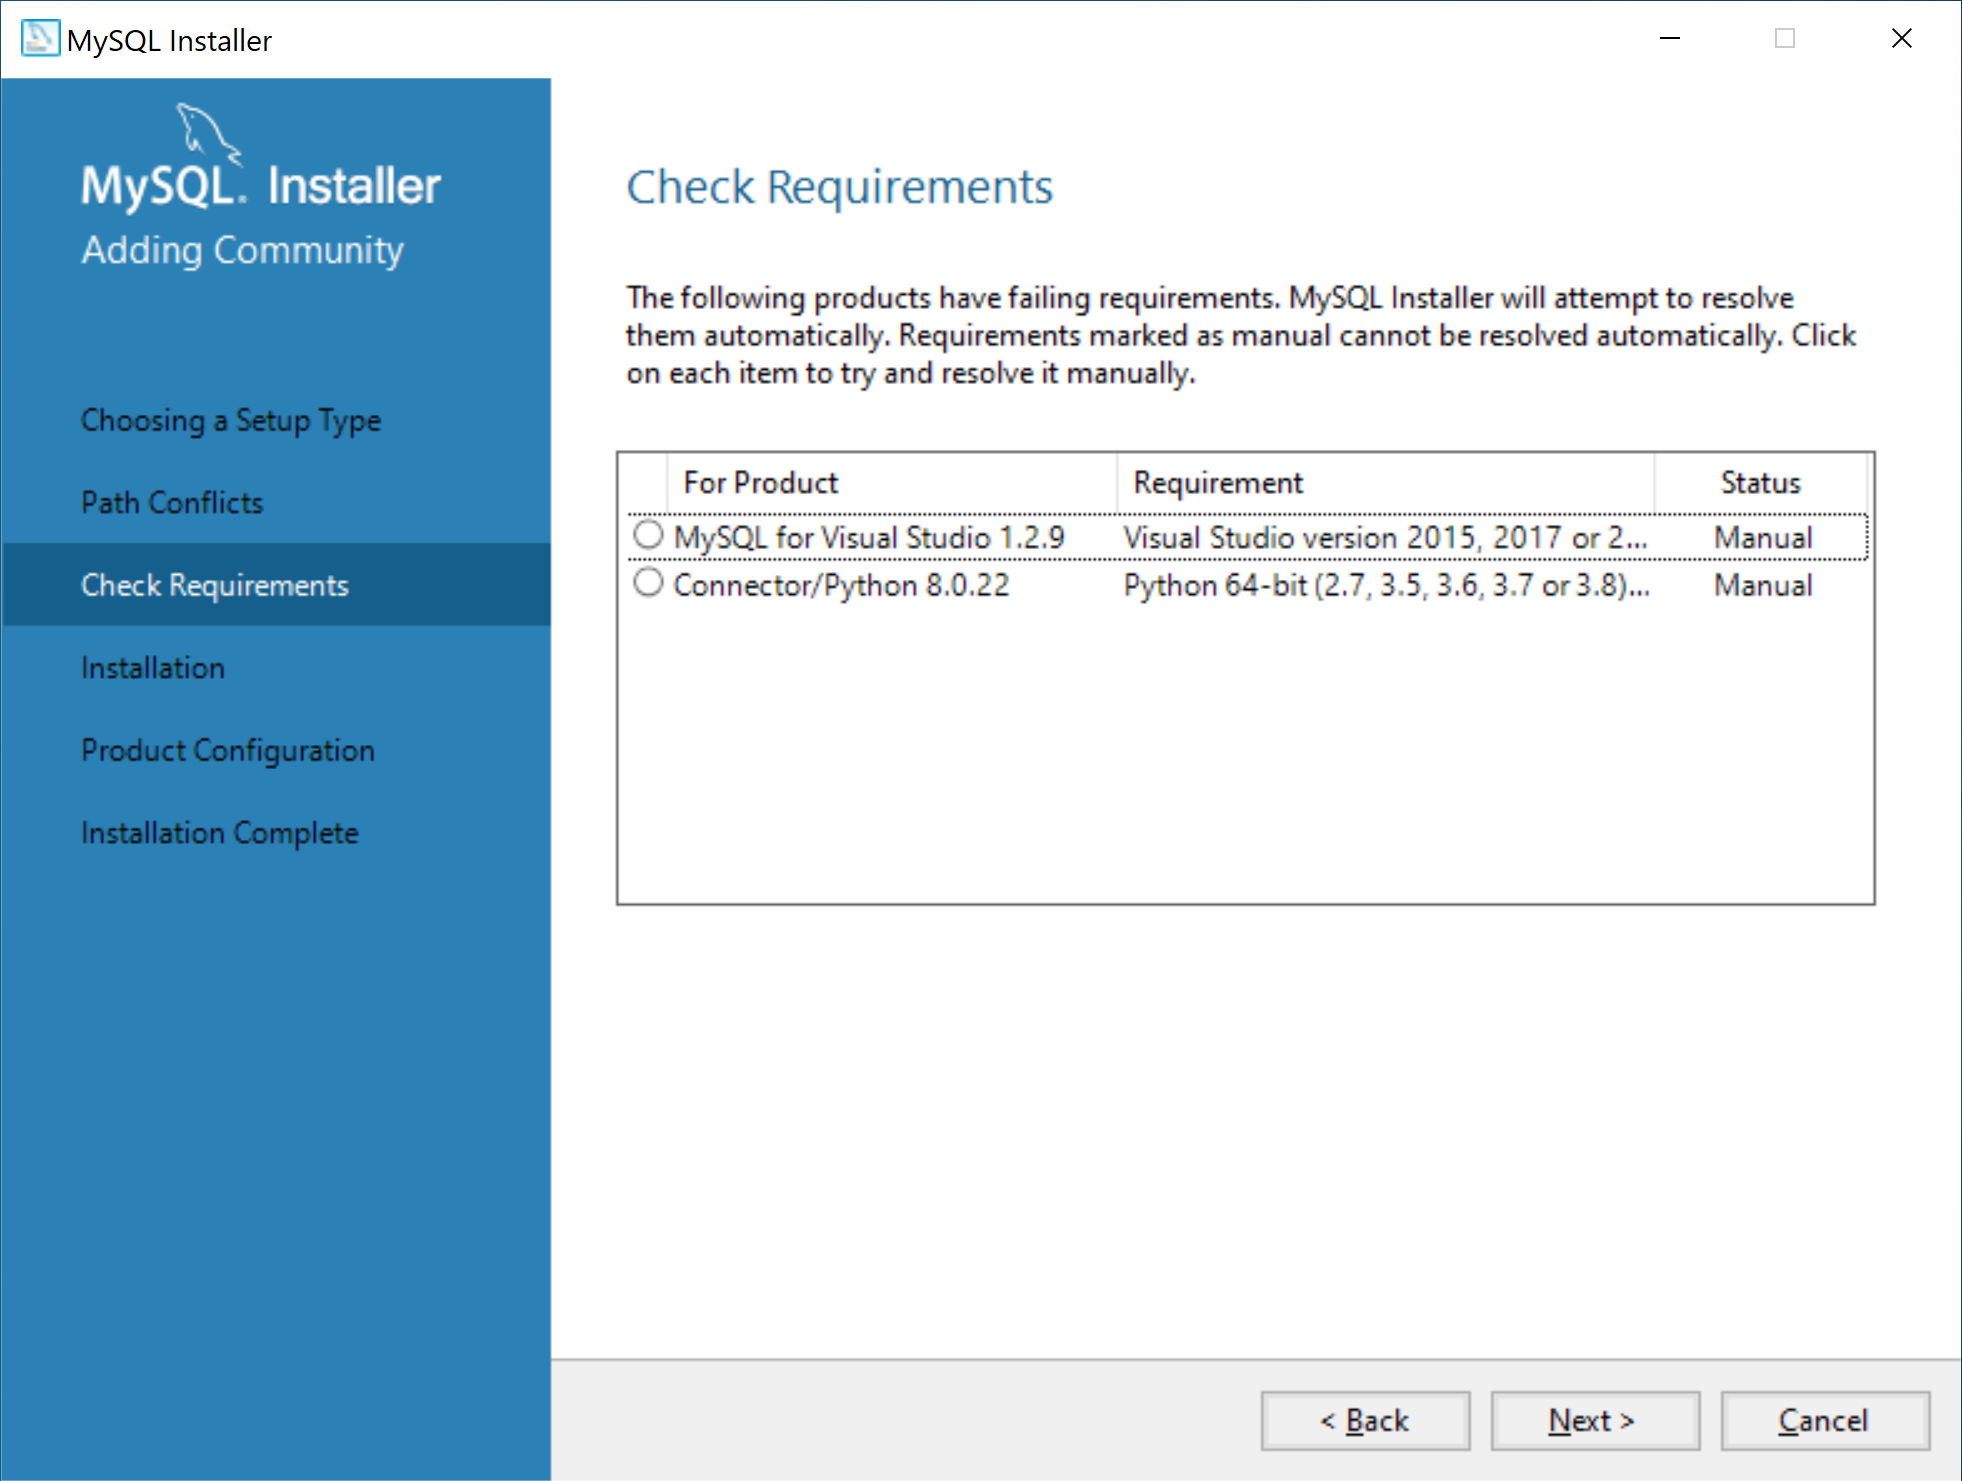 MySQL Installer
MySQL. Installer
Adding Community
Choosing a Setup Type
Path Conflicts
Check Requirements
Installation
Product Configuration
Installation Complete
Check Requirements
The following products have failing requirements. MySQL Installer will attempt to resolve
them automatically. Requirements marked as manual cannot be resolved automatically. Click
on each item to try and resolve it manually.
For Product Requirement Status
MySQL for Visual Studio 1.2.9 Visual Studio version 2015, 2017 or 2... Manual
Connector/Python 8.0.22 Python 64-bit (2.7, 3.5, 3.6, 3.7 or 3.8)... Manual
< Back Next > Cancel